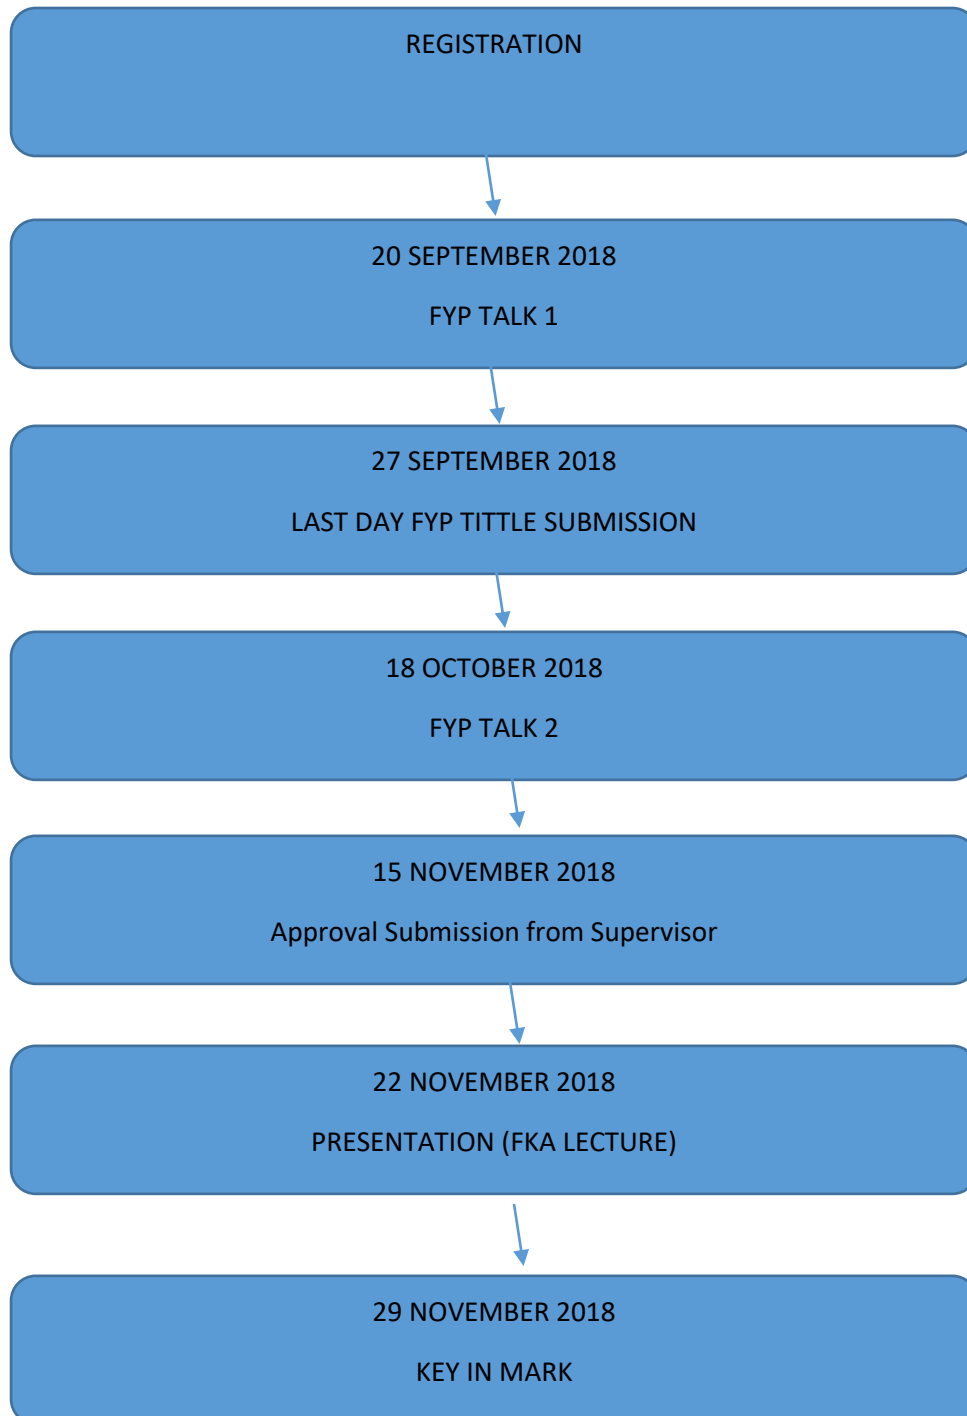 REGISTRATION
20 SEPTEMBER 2018
FYP TALK 1
27 SEPTEMBER 2018
LAST DAY FYP TITTLE SUBMISSION
18 OCTOBER 2018
FYP TALK 2
15 NOVEMBER 2018
Approval Submission from Supervisor
22 NOVEMBER 2018
PRESENTATION (FKA LECTURE)
29 NOVEMBER 2018
KEY IN MARK